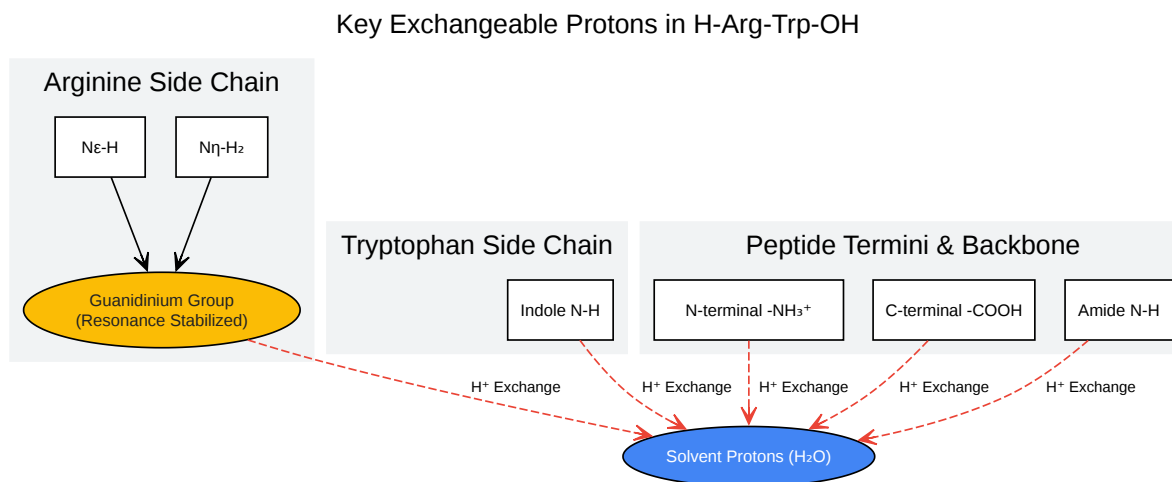 Key Exchangeable Protons in H-Arg-Trp-OH
Arginine Side Chain
Nε-H
Nη-H₂
Guanidinium Group
(Resonance Stabilized)
Tryptophan Side Chain
Indole N-H
Peptide Termini & Backbone
N-terminal -NH₃⁺
C-terminal -COOH
Amide N-H
H⁺ Exchange
H⁺ Exchange
H⁺ Exchange
H⁺ Exchange
H⁺ Exchange
Solvent Protons (H₂O)